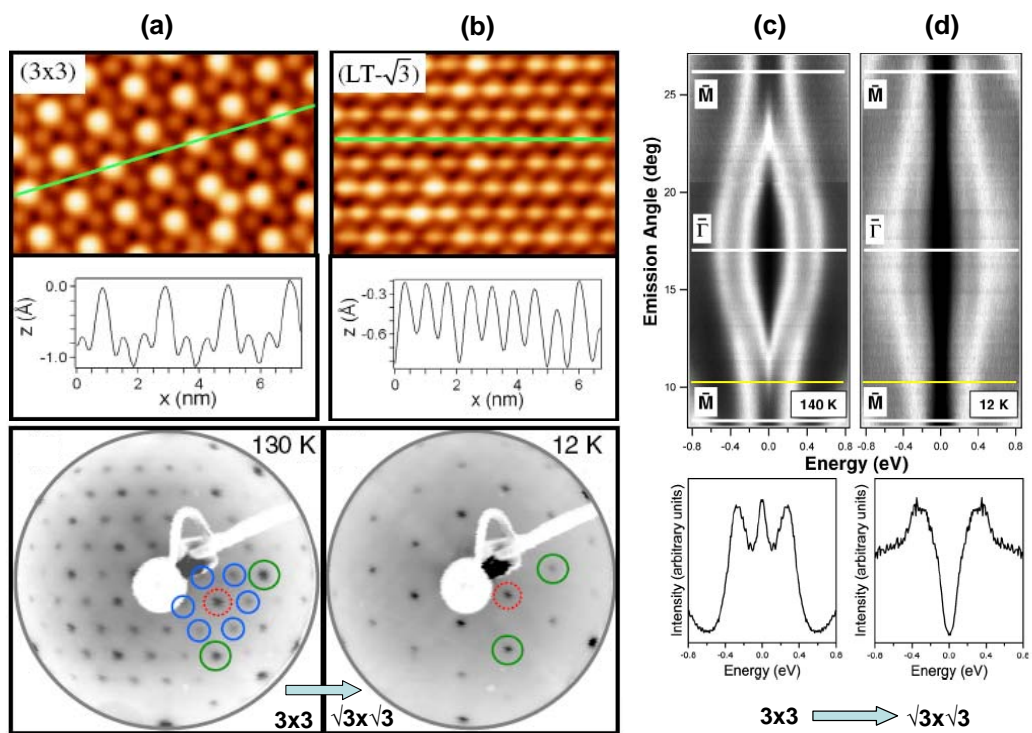 (a)
(b)
(c)
(d)
(3x3)
(LT-√3)
z (Å)
0.0
-1.0
0
2
4
6
x (nm)
z (Å)
-0.3
-0.6
0
2
4
6
x (nm)
130 K
12 K
3x3
√3x√3
Emission Angle (deg)
25
20
15
10
M̄
Γ̄
M̄
140 K
M̄
Γ̄
M̄
12 K
-0.8
-0.4
0
0.4
0.8
-0.8
-0.4
0
0.4
0.8
Energy (eV)
Intensity (arbitrary units)
-0.8
-0.4
0.0
0.4
0.8
Energy (eV)
Intensity (arbitrary units)
-0.8
-0.4
0.0
0.4
0.8
Energy (eV)
3x3
√3x√3